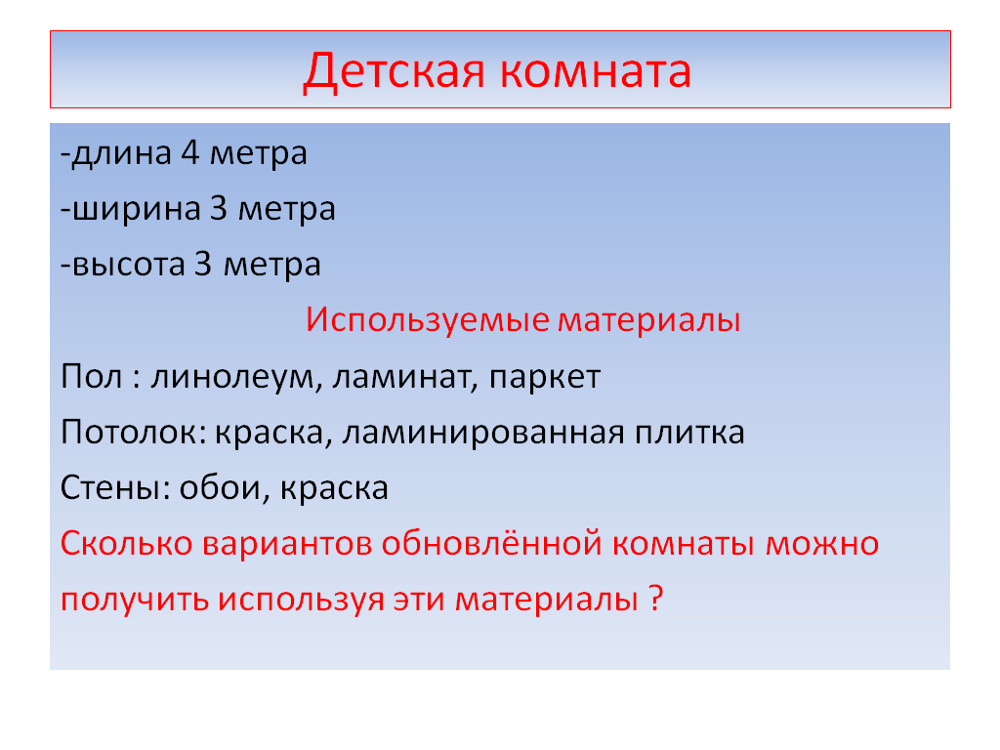 Детская комната
-длина 4 метра
-ширина 3 метра
-высота 3 метра
Используемые материалы
Пол : линолеум, ламинат, паркет
Потолок: краска, ламинированная плитка
Стены: обои, краска
Сколько вариантов обновлённой комнаты можно
получить используя эти материалы ?